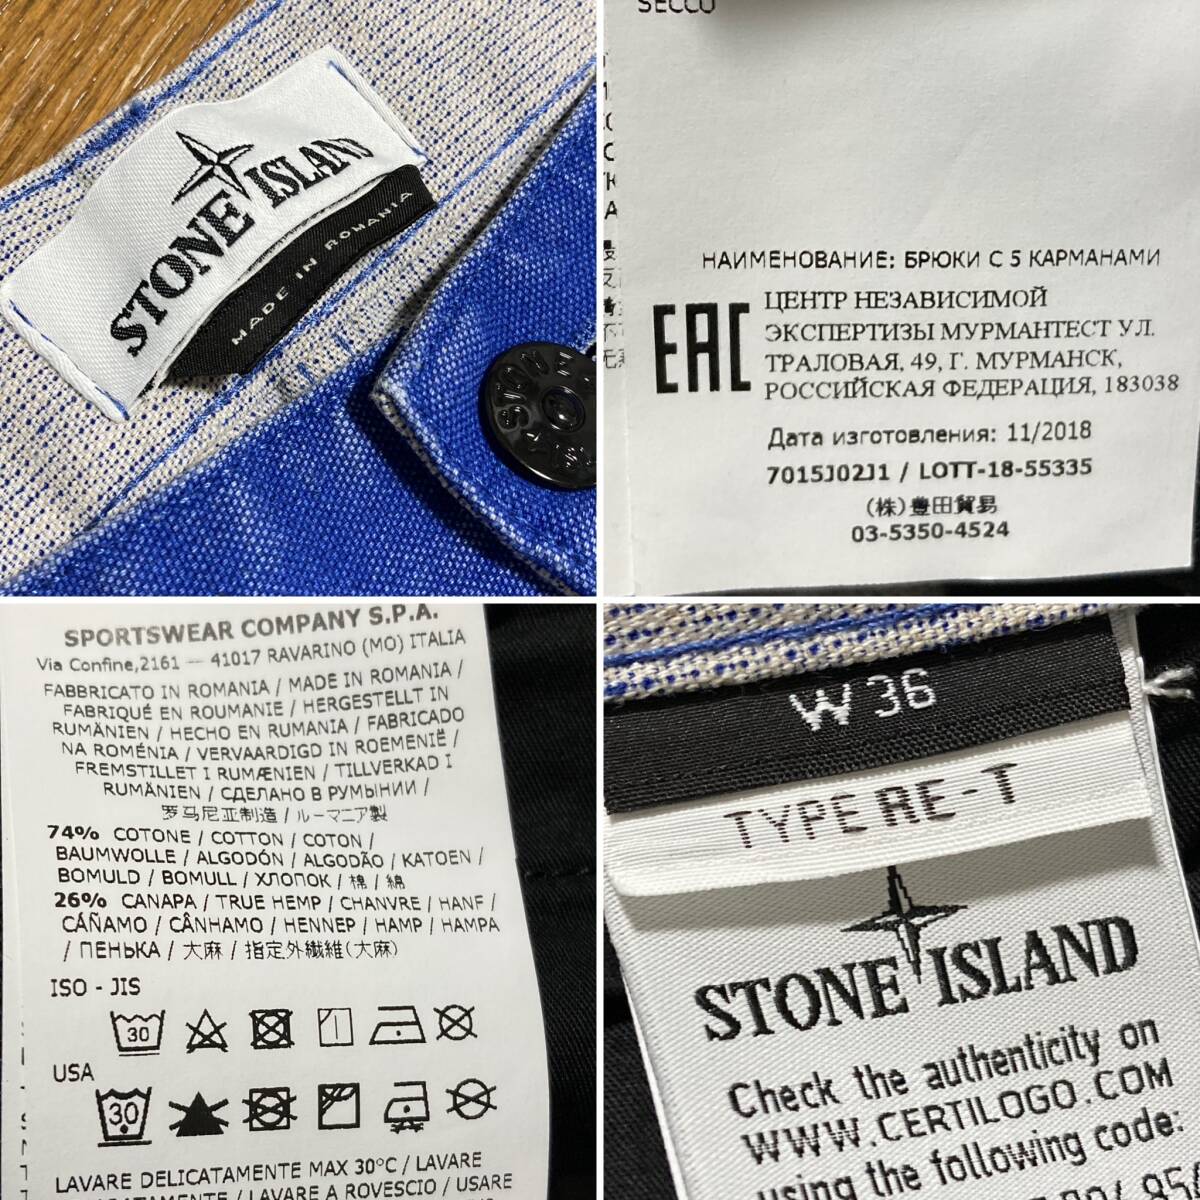 STONE ISLAND
MADE IN ROMANIA
SECCO
НАИМЕНОВАНИЕ: БРЮКИ С 5 КАРМАНАМИ
EAC
ЦЕНТР НЕЗАВИСИМОЙ
ЭКСПЕРТИЗЫ МУРМАНТЕСТ УЛ.
ТРАЛОВАЯ, 49, Г. МУРМАНСК,
РОССИЙСКАЯ ФЕДЕРАЦИЯ, 183038
Дата изготовления: 11/2018
7015J02J1 / LOTT-18-55335
(株)豊田貿易
03-5350-4524
SPORTSWEAR COMPANY S.P.A.
Via Confine,2161 — 41017 RAVARINO (MO) ITALIA
FABBRICATO IN ROMANIA / MADE IN ROMANIA /
FABRIQUÉ EN ROUMANIE / HERGESTELLT IN
RUMÄNIEN / HECHO EN RUMANIA / FABRICADO
NA ROMÉNIA / VERVAARDIGD IN ROEMENIË /
FREMSTILLET I RUMÆNIEN / TILLVERKAD I
RUMÄNIEN / СДЕЛАНО В РУМЫНИИ /
罗马尼亚制造 / ルーマニア製
74% COTONE / COTTON / COTON /
BAUMWOLLE / ALGODÓN / ALGODÃO / KATOEN /
BOMULD / BOMULL / ХЛОПОК / 棉 / 綿
26% CANAPA / TRUE HEMP / CHANVRE / HANF /
CÁÑAMO / CÂNHAMO / HENNEP / HAMP / HAMPA
/ ПЕНЬКА / 大麻 / 指定外繊維(大麻)
ISO - JIS
30
USA
30
LAVARE DELICATAMENTE MAX 30°C / LAVARE
LAVARE A ROVESCIO / USARE
W 36
TYPE RE-T
STONE ISLAND
Check the authenticity on
WWW.CERTILOGO.COM
using the following code: